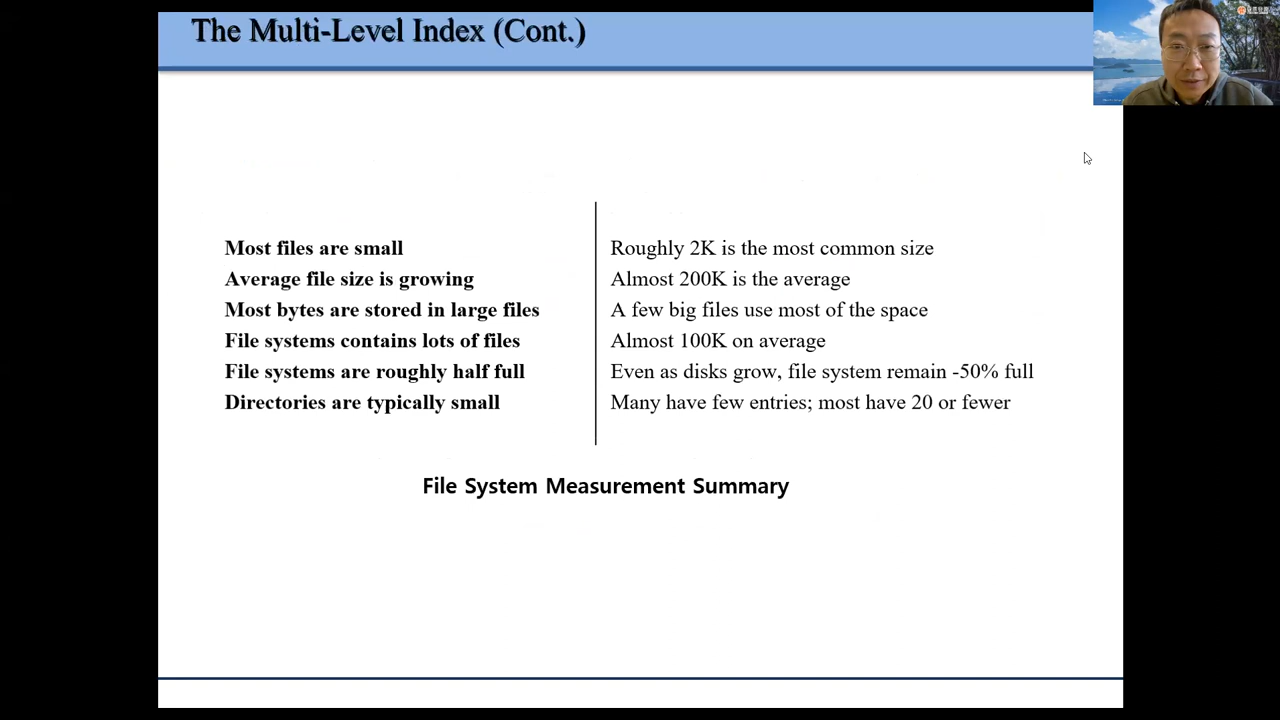 The Multi-Level Index (Cont.)
Most files are small Roughly 2K is the most common size
Average file size is growing Almost 200K is the average
Most bytes are stored in large files A few big files use most of the space
File systems contains lots of files Almost 100K on average
File systems are roughly half full Even as disks grow, file system remain -50% full
Directories are typically small Many have few entries; most have 20 or fewer
File System Measurement Summary